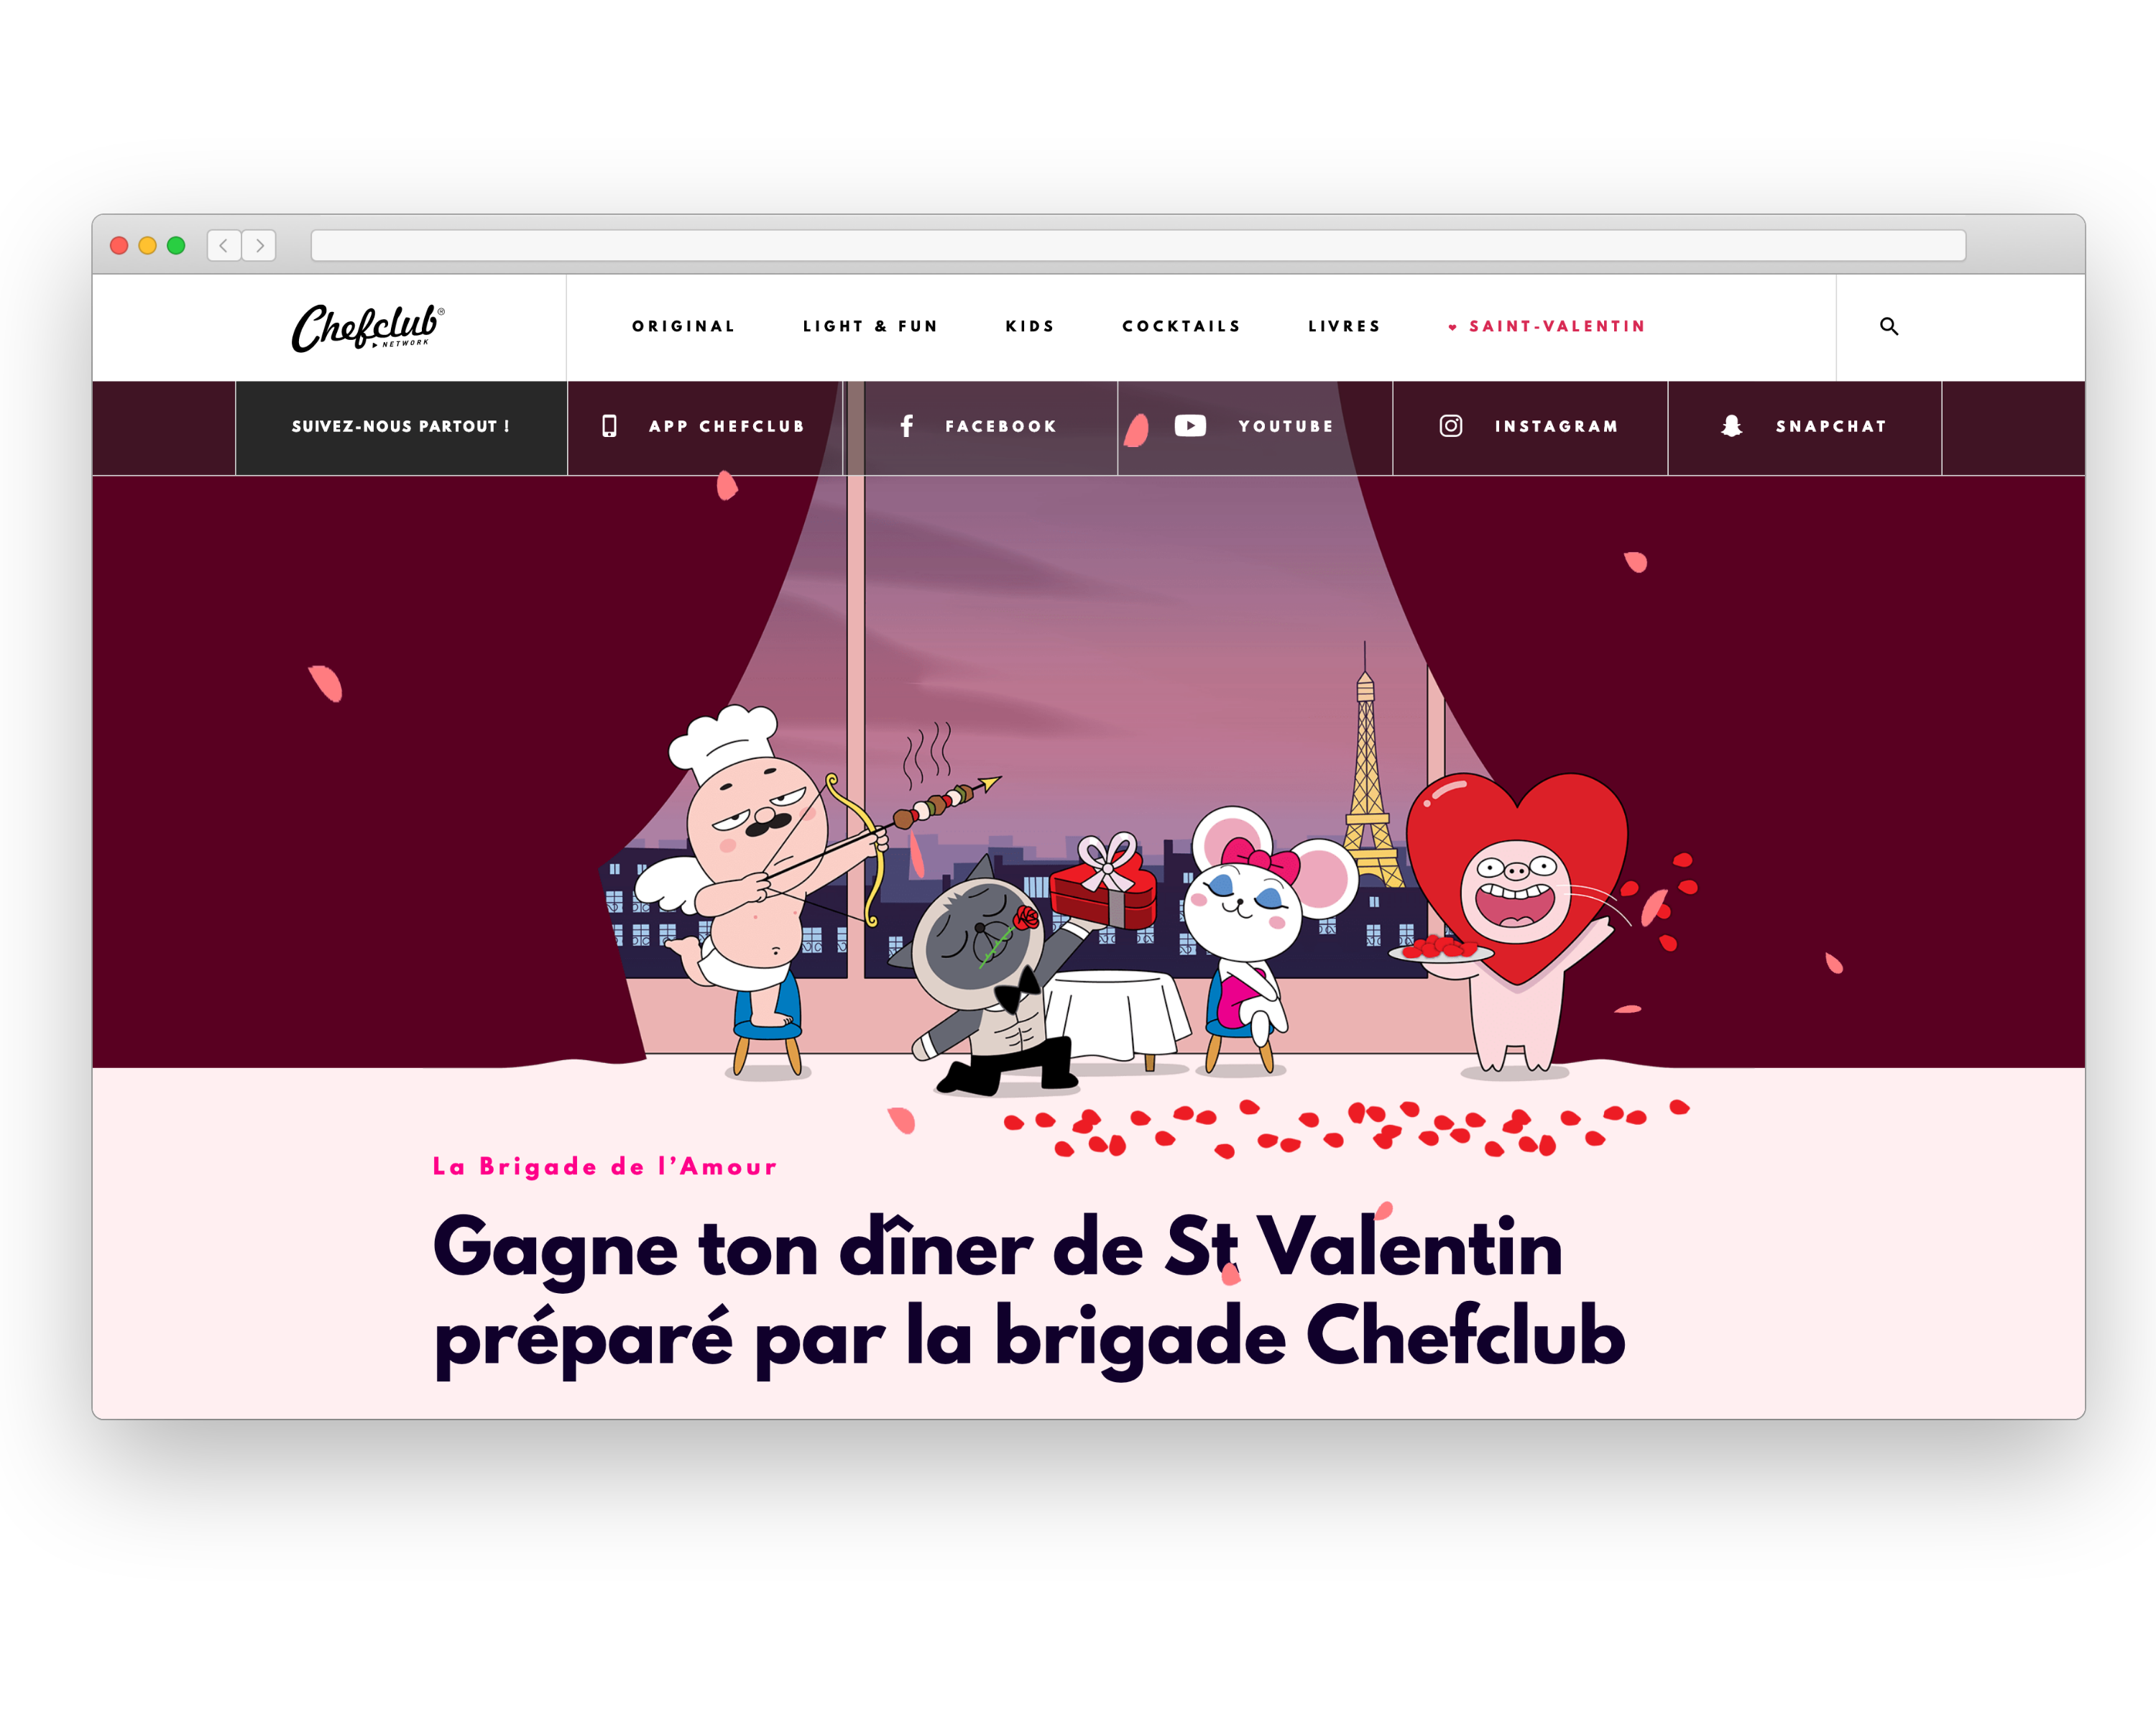 Chefclub®
NETWORK
ORIGINAL LIGHT & FUN KIDS COCKTAILS LIVRES SAINT-VALENTIN
SUIVEZ-NOUS PARTOUT ! APP CHEFCLUB FACEBOOK YOUTUBE INSTAGRAM SNAPCHAT
La Brigade de l’Amour
Gagne ton dîner de St Valentin
préparé par la brigade Chefclub